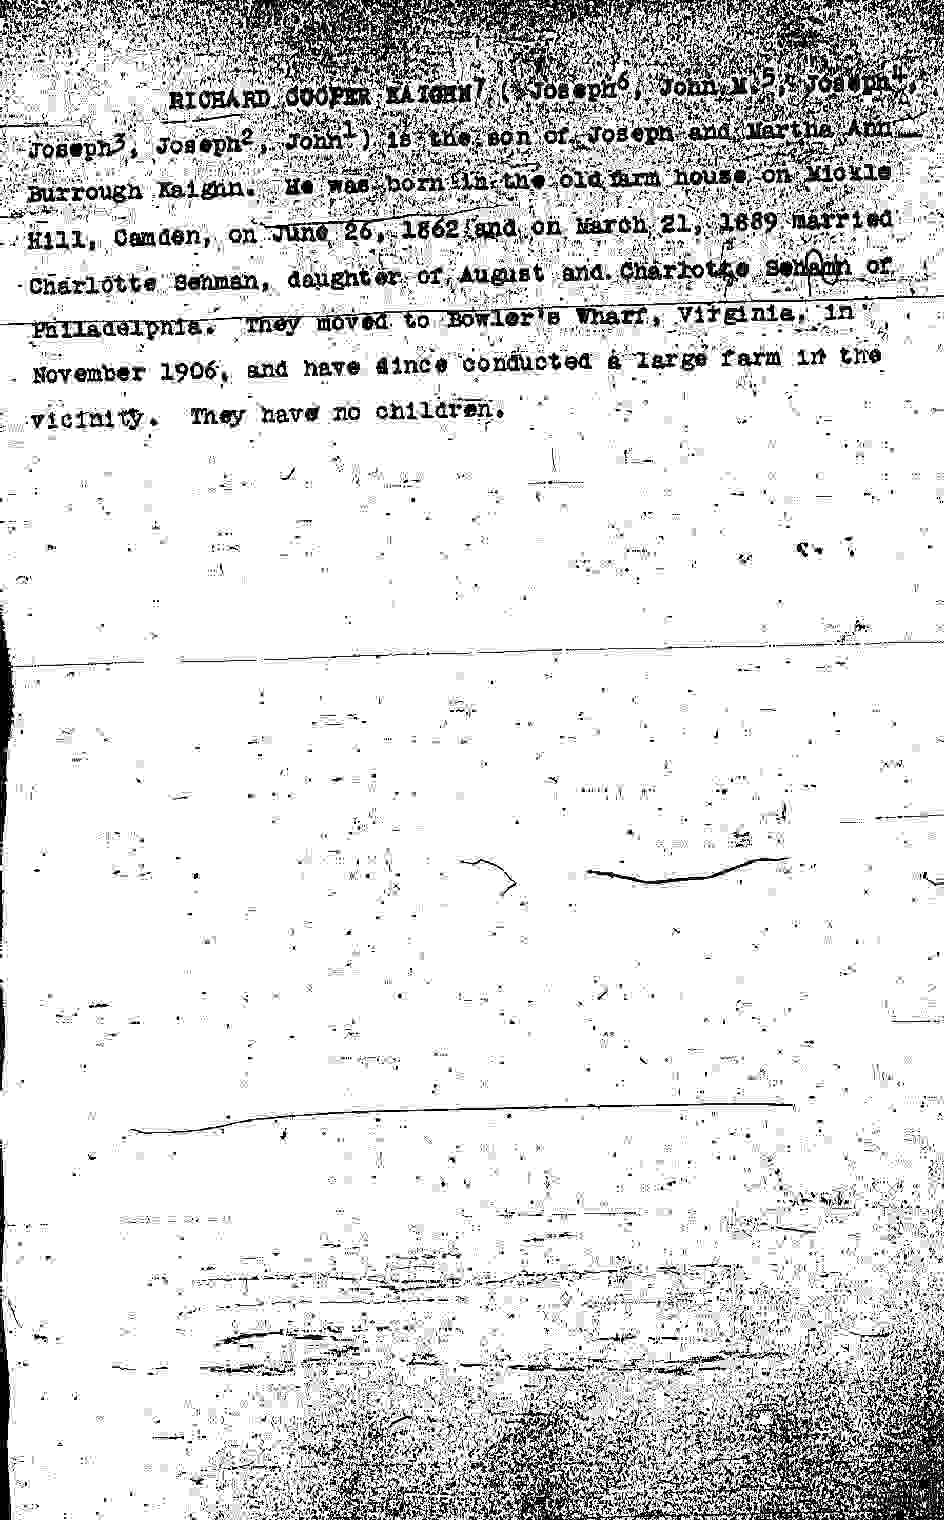 RICHARD COOPER KAIGHN⁷ (Joseph⁶, John M.⁵, Joseph⁴,
Joseph³, Joseph², John¹) is the son of Joseph and Martha Ann
Burrough Kaighn. He was born in the old farm house on Mickle
Hill, Camden, on June 26, 1862 and on March 21, 1889 married
Charlotte Senman, daughter of August and Charlotte of
Philadelphia. They moved to Bowler's Wharf, Virginia, in
November 1906, and have since conducted a large farm in the
vicinity. They have no children.